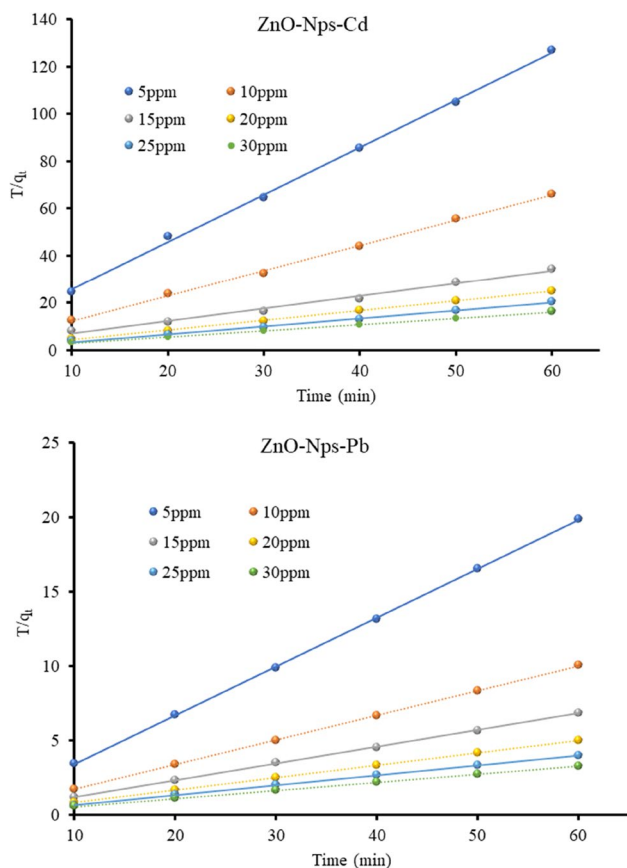 ZnO-Nps-Cd
140
120
100
80
60
40
20
0
T/qt
5ppm 10ppm
15ppm 20ppm
25ppm 30ppm
10 20 30 40 50 60
Time (min)
ZnO-Nps-Pb
25
20
15
10
5
0
T/qt
5ppm 10ppm
15ppm 20ppm
25ppm 30ppm
10 20 30 40 50 60
Time (min)